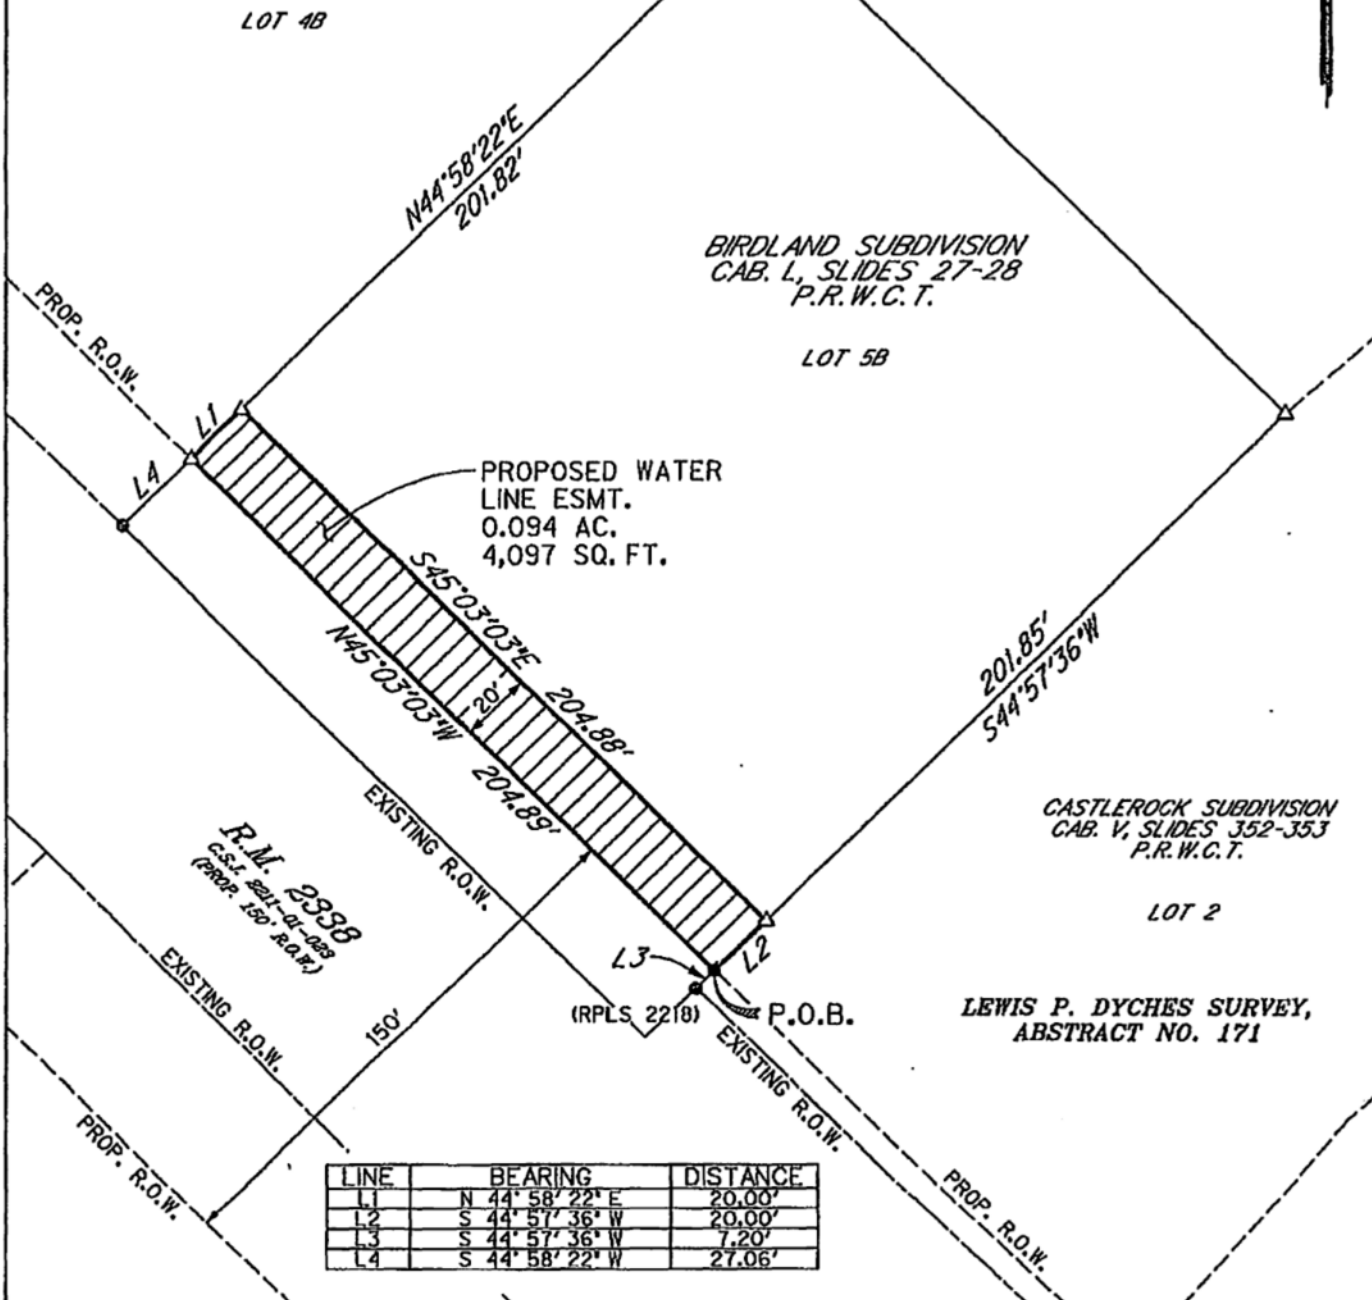 LOT 4B
N44°58'22"E
201.82'
BIRDLAND SUBDIVISION
CAB. L, SLIDES 27-28
P.R.W.C.T.
LOT 5B
PROP. R.O.W.
L1
L4
PROPOSED WATER
LINE ESMT.
0.094 AC.
4,097 SQ. FT.
S45°03'03"E
204.88'
N45°03'03"W
204.89'
20'
201.85'
S44°57'36"W
EXISTING R.O.W.
CASTLEROCK SUBDIVISION
CAB. V, SLIDES 352-353
P.R.W.C.T.
LOT 2
R.M. 2338
C.S.J. 2211-01-023
(PROP. 150' R.O.W.)
EXISTING R.O.W.
150'
L3
L2
(RPLS 2218)
P.O.B.
LEWIS P. DYCHES SURVEY,
ABSTRACT NO. 171
EXISTING R.O.W.
PROP. R.O.W.
PROP. R.O.W.
LINE BEARING DISTANCE
L1 N 44° 58' 22" E 20.00'
L2 S 44° 57' 36" W 20.00'
L3 S 44° 57' 36" W 7.20'
L4 S 44° 58' 22" W 27.06'